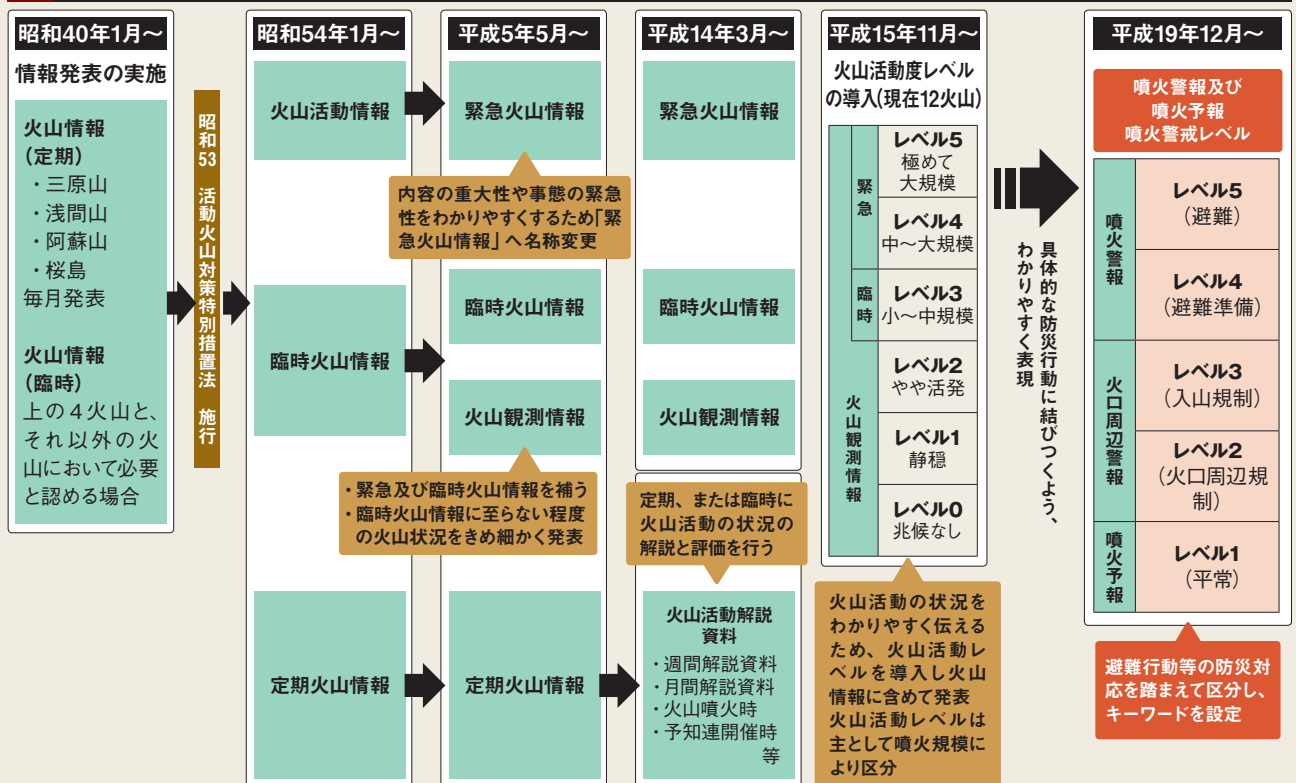 昭和40年1月～
情報発表の実施
火山情報
(定期)
・三原山
・浅間山
・阿蘇山
・桜島
毎月発表
火山情報
(臨時)
上の４火山と、
それ以外の火
山において必要
と認める場合
昭和53　活動火山対策特別措置法　施行
昭和54年1月～
火山活動情報
臨時火山情報
定期火山情報
平成5年5月～
緊急火山情報
内容の重大性や事態の緊急
性をわかりやすくするため「緊
急火山情報」へ名称変更
臨時火山情報
火山観測情報
・緊急及び臨時火山情報を補う
・臨時火山情報に至らない程度
の火山状況をきめ細かく発表
定期火山情報
平成14年3月～
緊急火山情報
臨時火山情報
火山観測情報
定期、または臨時に
火山活動の状況の
解説と評価を行う
火山活動解説
資料
・週間解説資料
・月間解説資料
・火山噴火時
・予知連開催時
等
平成15年11月～
火山活動度レベル
の導入(現在12火山)
緊急
レベル5
極めて
大規模
レベル4
中～大規模
臨時
レベル3
小～中規模
火山観測情報
レベル2
やや活発
レベル1
静穏
レベル0
兆候なし
火山活動の状況を
わかりやすく伝える
ため、火山活動レ
ベルを導入し火山
情報に含めて発表
火山活動レベルは
主として噴火規模に
より区分
具体的な防災行動に結びつくよう、
わかりやすく表現
平成19年12月～
噴火警報及び
噴火予報
噴火警戒レベル
噴火警報
レベル5
(避難)
レベル4
(避難準備)
火口周辺警報
レベル3
(入山規制)
レベル2
(火口周辺規
制)
噴火予報
レベル1
(平常)
避難行動等の防災対
応を踏まえて区分し、
キーワードを設定